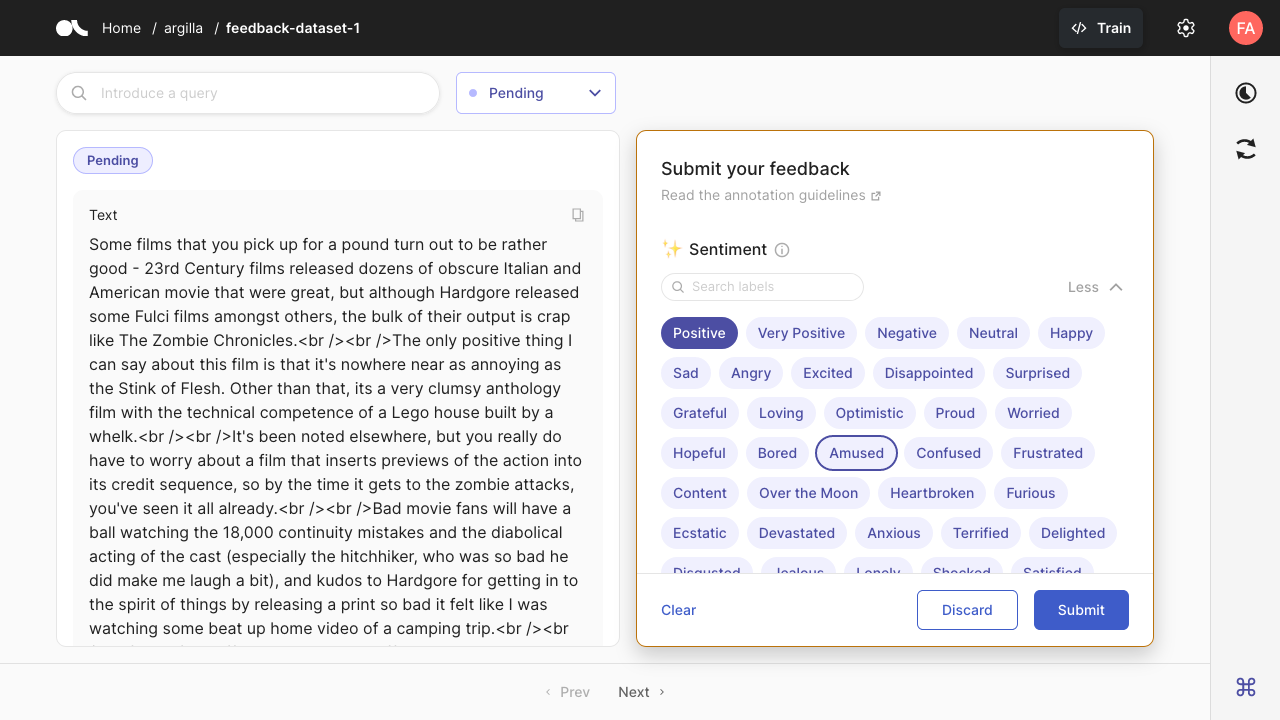 Home / argilla / feedback-dataset-1
Train
FA
Introduce a query
Pending
Pending
Text
Some films that you pick up for a pound turn out to be rather
good - 23rd Century films released dozens of obscure Italian and
American movie that were great, but although Hardgore released
some Fulci films amongst others, the bulk of their output is crap
like The Zombie Chronicles.<br /><br />The only positive thing I
can say about this film is that it's nowhere near as annoying as
the Stink of Flesh. Other than that, its a very clumsy anthology
film with the technical competence of a Lego house built by a
whelk.<br /><br />It's been noted elsewhere, but you really do
have to worry about a film that inserts previews of the action into
its credit sequence, so by the time it gets to the zombie attacks,
you've seen it all already.<br /><br />Bad movie fans will have a
ball watching the 18,000 continuity mistakes and the diabolical
acting of the cast (especially the hitchhiker, who was so bad he
did make me laugh a bit), and kudos to Hardgore for getting in to
the spirit of things by releasing a print so bad it felt like I was
watching some beat up home video of a camping trip.<br /><br
Submit your feedback
Read the annotation guidelines
✨ Sentiment
Search labels
Less
Positive Very Positive Negative Neutral Happy
Sad Angry Excited Disappointed Surprised
Grateful Loving Optimistic Proud Worried
Hopeful Bored Amused Confused Frustrated
Content Over the Moon Heartbroken Furious
Ecstatic Devastated Anxious Terrified Delighted
Disgusted Jealous Lonely Shocked Satisfied
Clear
Discard
Submit
Prev
Next